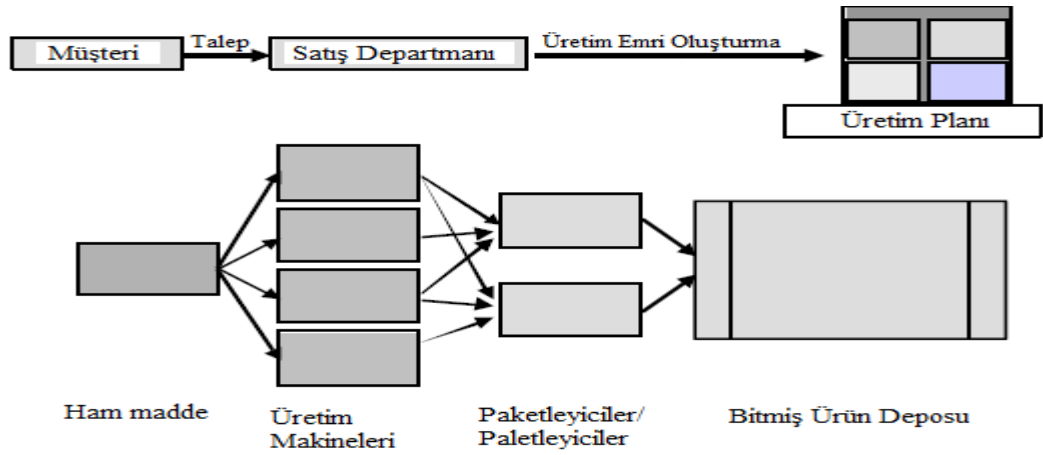 Müşteri
Talep
Satış Departmanı
Üretim Emri Oluşturma
Üretim Planı
Ham madde
Üretim
Makineleri
Paketleyiciler/
Paletleyiciler
Bitmiş Ürün Deposu